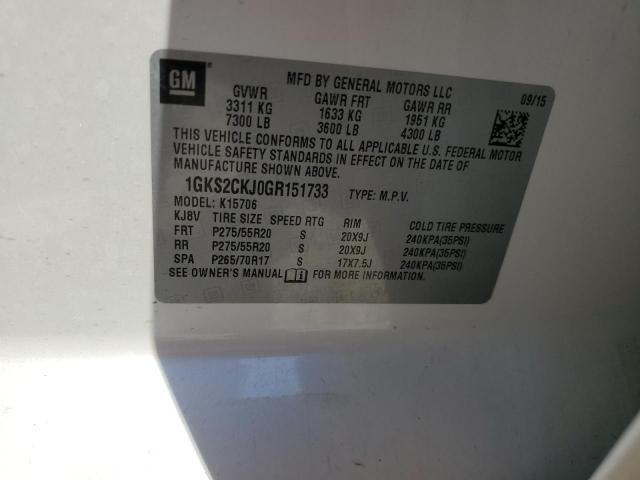 GM
MFD BY GENERAL MOTORS LLC
09/15
GVWR GAWR FRT GAWR RR
3311 KG 1633 KG 1951 KG
7300 LB 3600 LB 4300 LB
THIS VEHICLE CONFORMS TO ALL APPLICABLE U.S. FEDERAL MOTOR
VEHICLE SAFETY STANDARDS IN EFFECT ON THE DATE OF
MANUFACTURE SHOWN ABOVE.
1GKS2CKJ0GR151733 TYPE: M.P.V.
MODEL: K15706
KJ8V TIRE SIZE SPEED RTG RIM COLD TIRE PRESSURE
FRT P275/55R20 S 20X9J 240KPA(35PSI)
RR P275/55R20 S 20X9J 240KPA(35PSI)
SPA P265/70R17 S 17X7.5J 240KPA(35PSI)
SEE OWNER'S MANUAL FOR MORE INFORMATION.